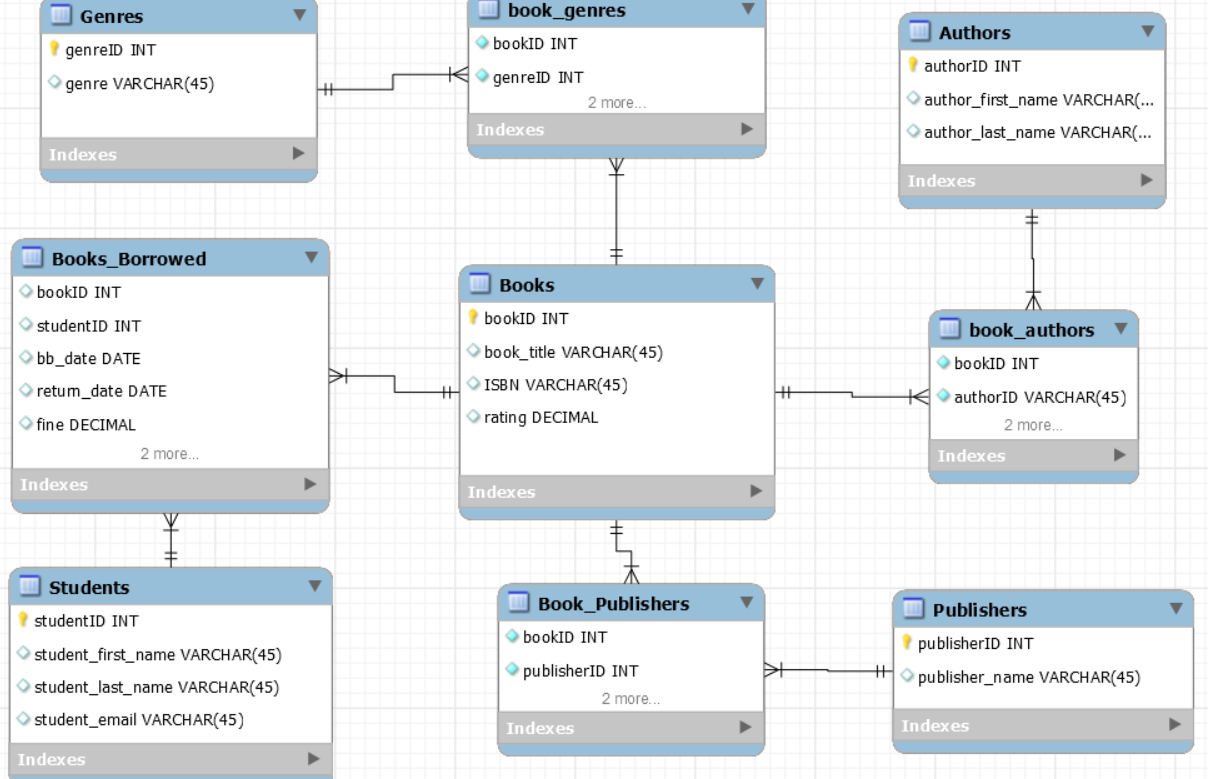 Genres
genreID INT
genre VARCHAR(45)
Indexes
book_genres
bookID INT
genreID INT
2 more...
Indexes
Authors
authorID INT
author_first_name VARCHAR(...
author_last_name VARCHAR(...
Indexes
Books_Borrowed
bookID INT
studentID INT
bb_date DATE
return_date DATE
fine DECIMAL
2 more...
Indexes
Books
bookID INT
book_title VARCHAR(45)
ISBN VARCHAR(45)
rating DECIMAL
Indexes
book_authors
bookID INT
authorID VARCHAR(45)
2 more...
Indexes
Students
studentID INT
student_first_name VARCHAR(45)
student_last_name VARCHAR(45)
student_email VARCHAR(45)
Indexes
Book_Publishers
bookID INT
publisherID INT
2 more...
Indexes
Publishers
publisherID INT
publisher_name VARCHAR(45)
Indexes